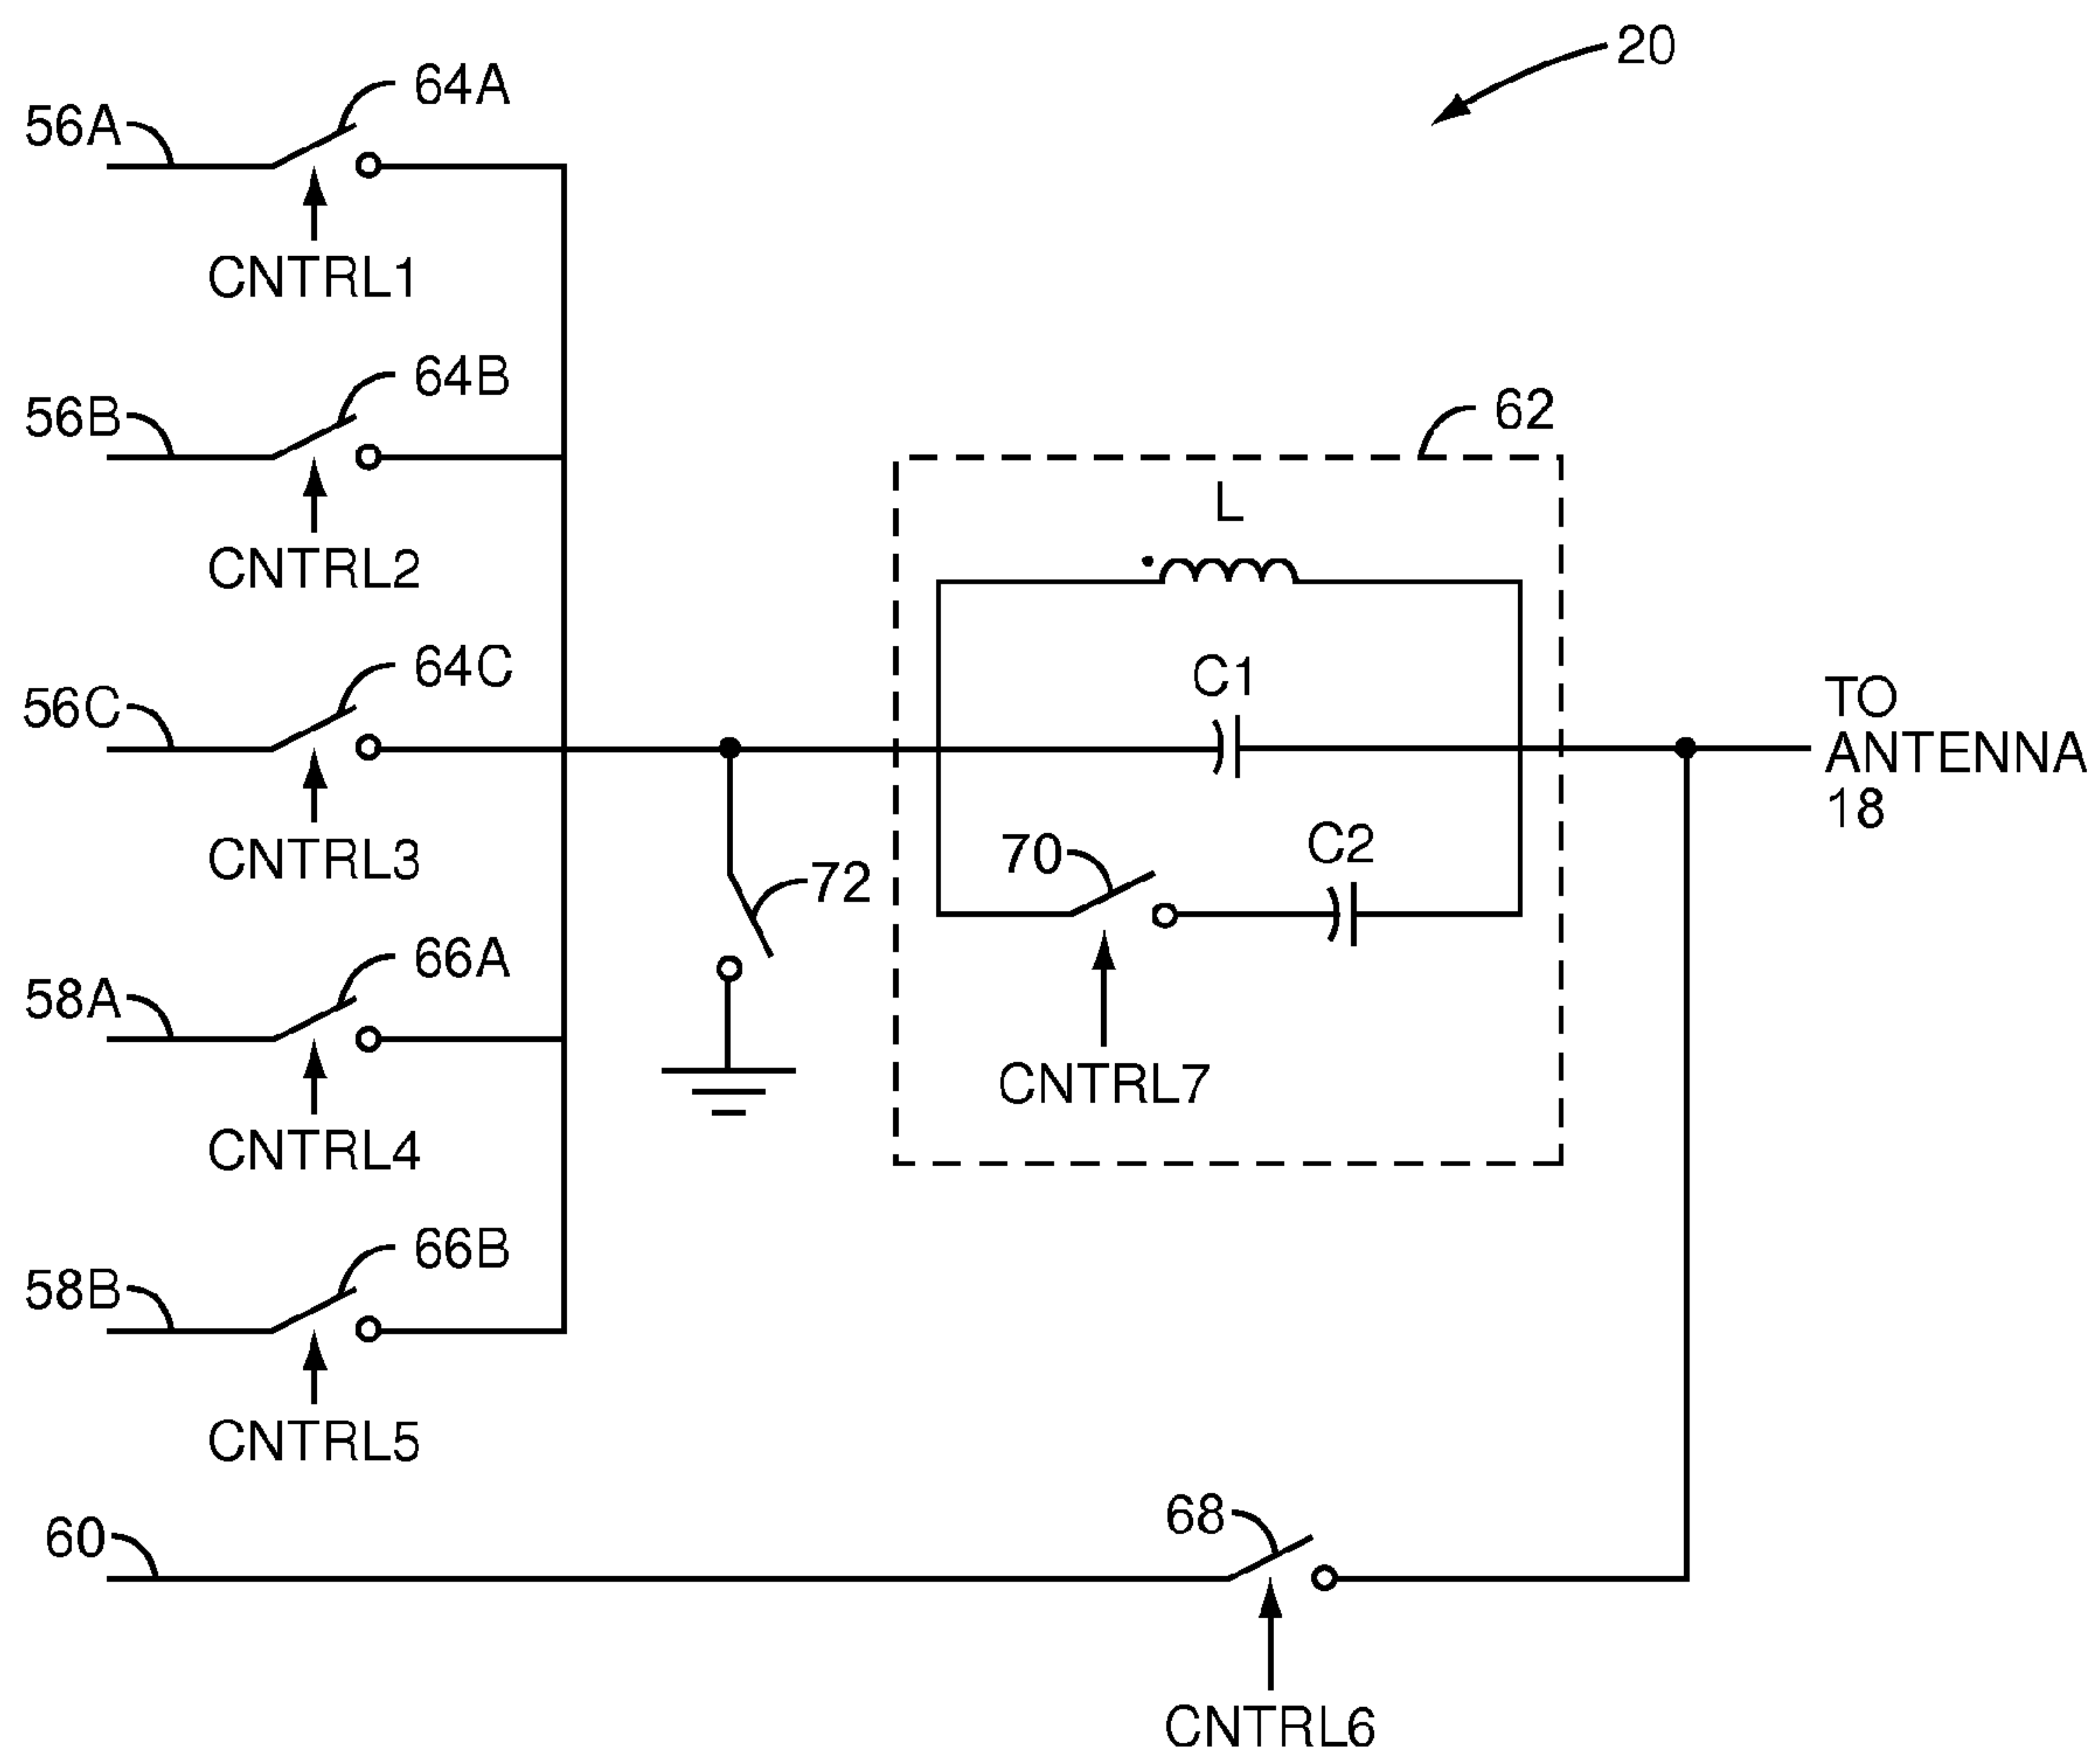 20
64A
56A
CNTRL1
64B
56B
CNTRL2
62
L
64C
56C
C1
TO
ANTENNA
18
CNTRL3
70
C2
72
66A
58A
CNTRL4
CNTRL7
66B
58B
CNTRL5
60
68
CNTRL6